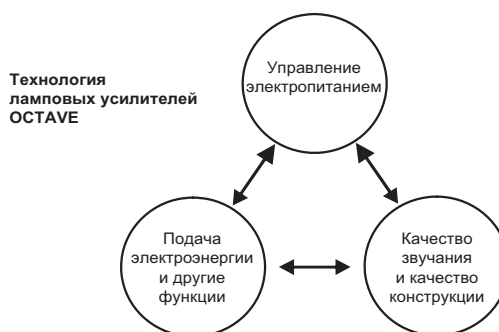 Технология
ламповых усилителей
OCTAVE
Управление
электропитанием
Подача
электроэнергии
и другие
функции
Качество
звучания
и качество
конструкции